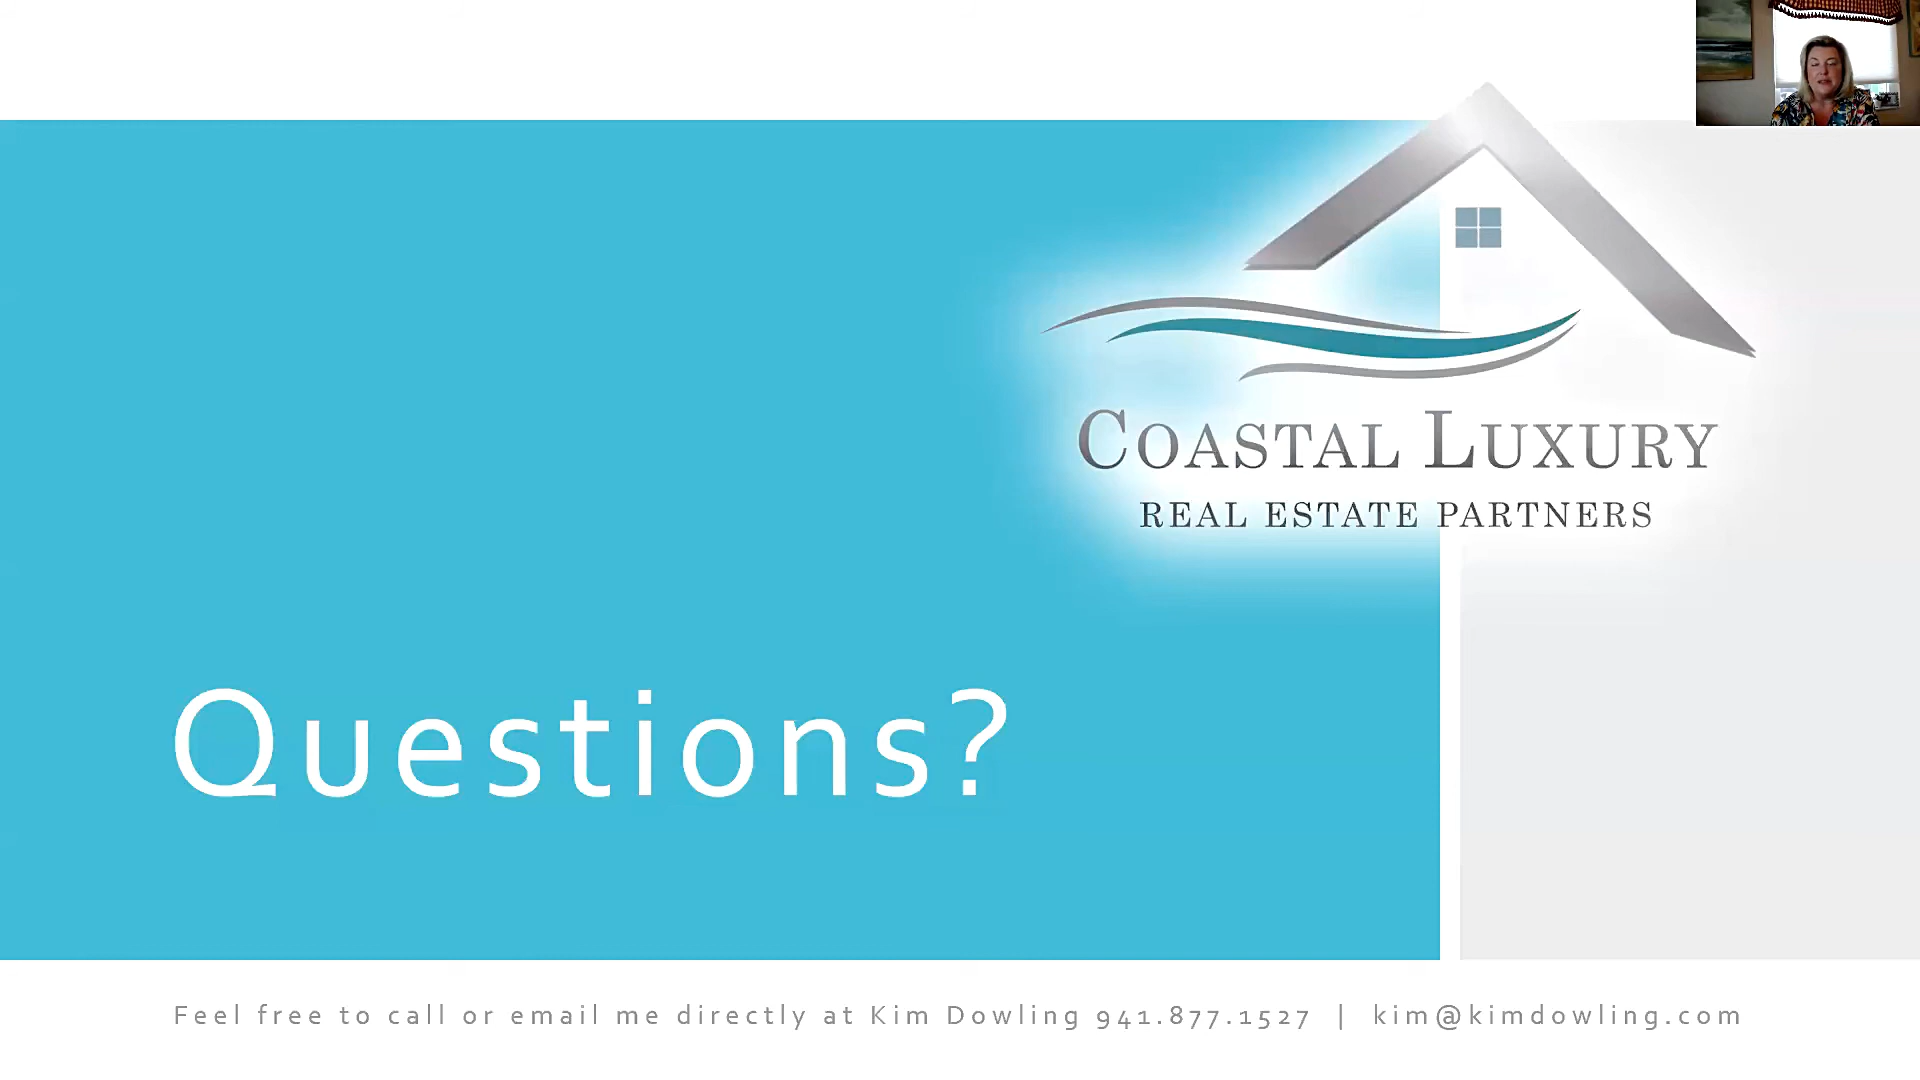 COASTAL LUXURY
REAL ESTATE PARTNERS
Questions?
Feel free to call or email me directly at Kim Dowling 941.877.1527 | kim@kimdowling.com